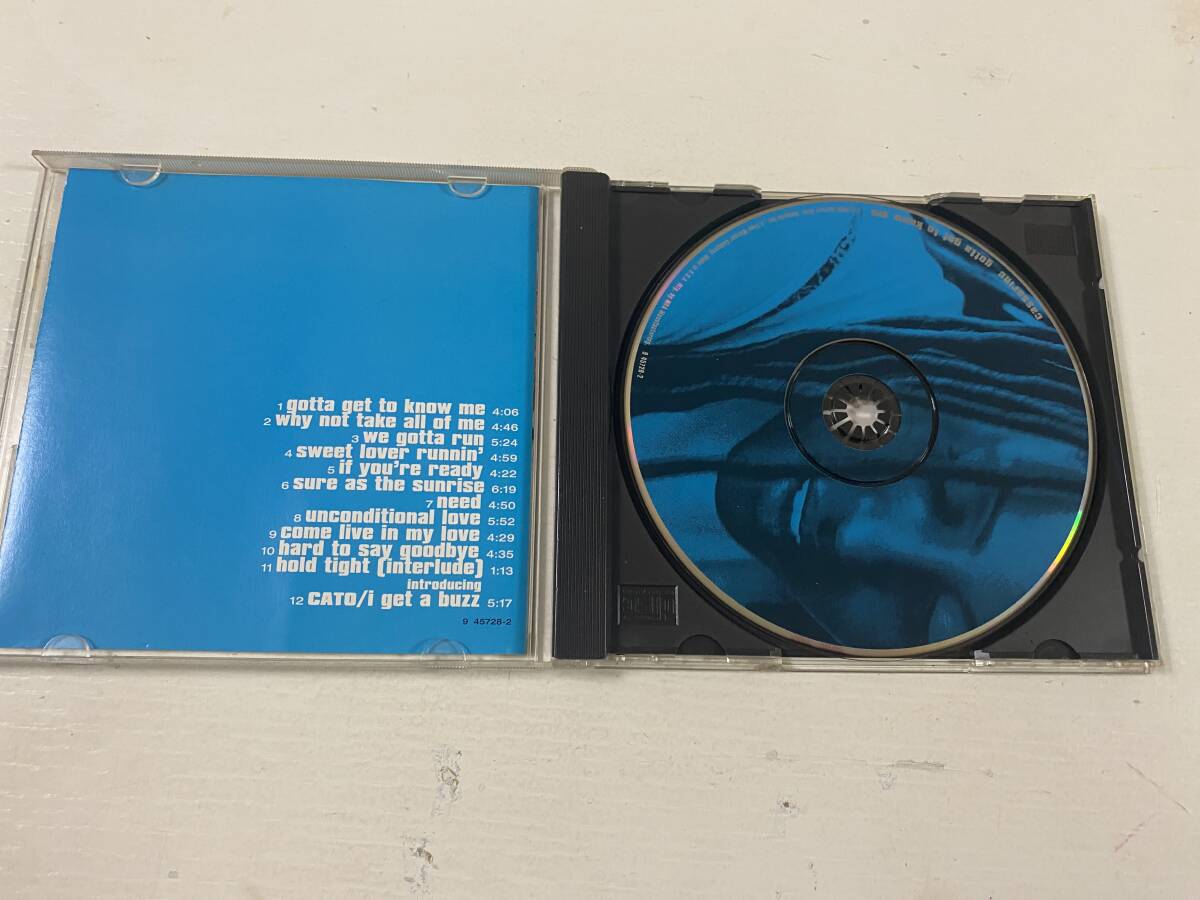 1 gotta get to know me 4:06
2 why not take all of me 4:46
3 we gotta run 5:24
4 sweet lover runnin' 4:59
5 if you're ready 4:22
6 sure as the sunrise 6:19
7 need 4:50
8 unconditional love 5:52
9 come live in my love 4:29
10 hard to say goodbye 4:35
11 hold tight (interlude) 1:13
introducing
12 CATO/i get a buzz 5:17
9 45728-2
gotta get to know me
9 45728-2